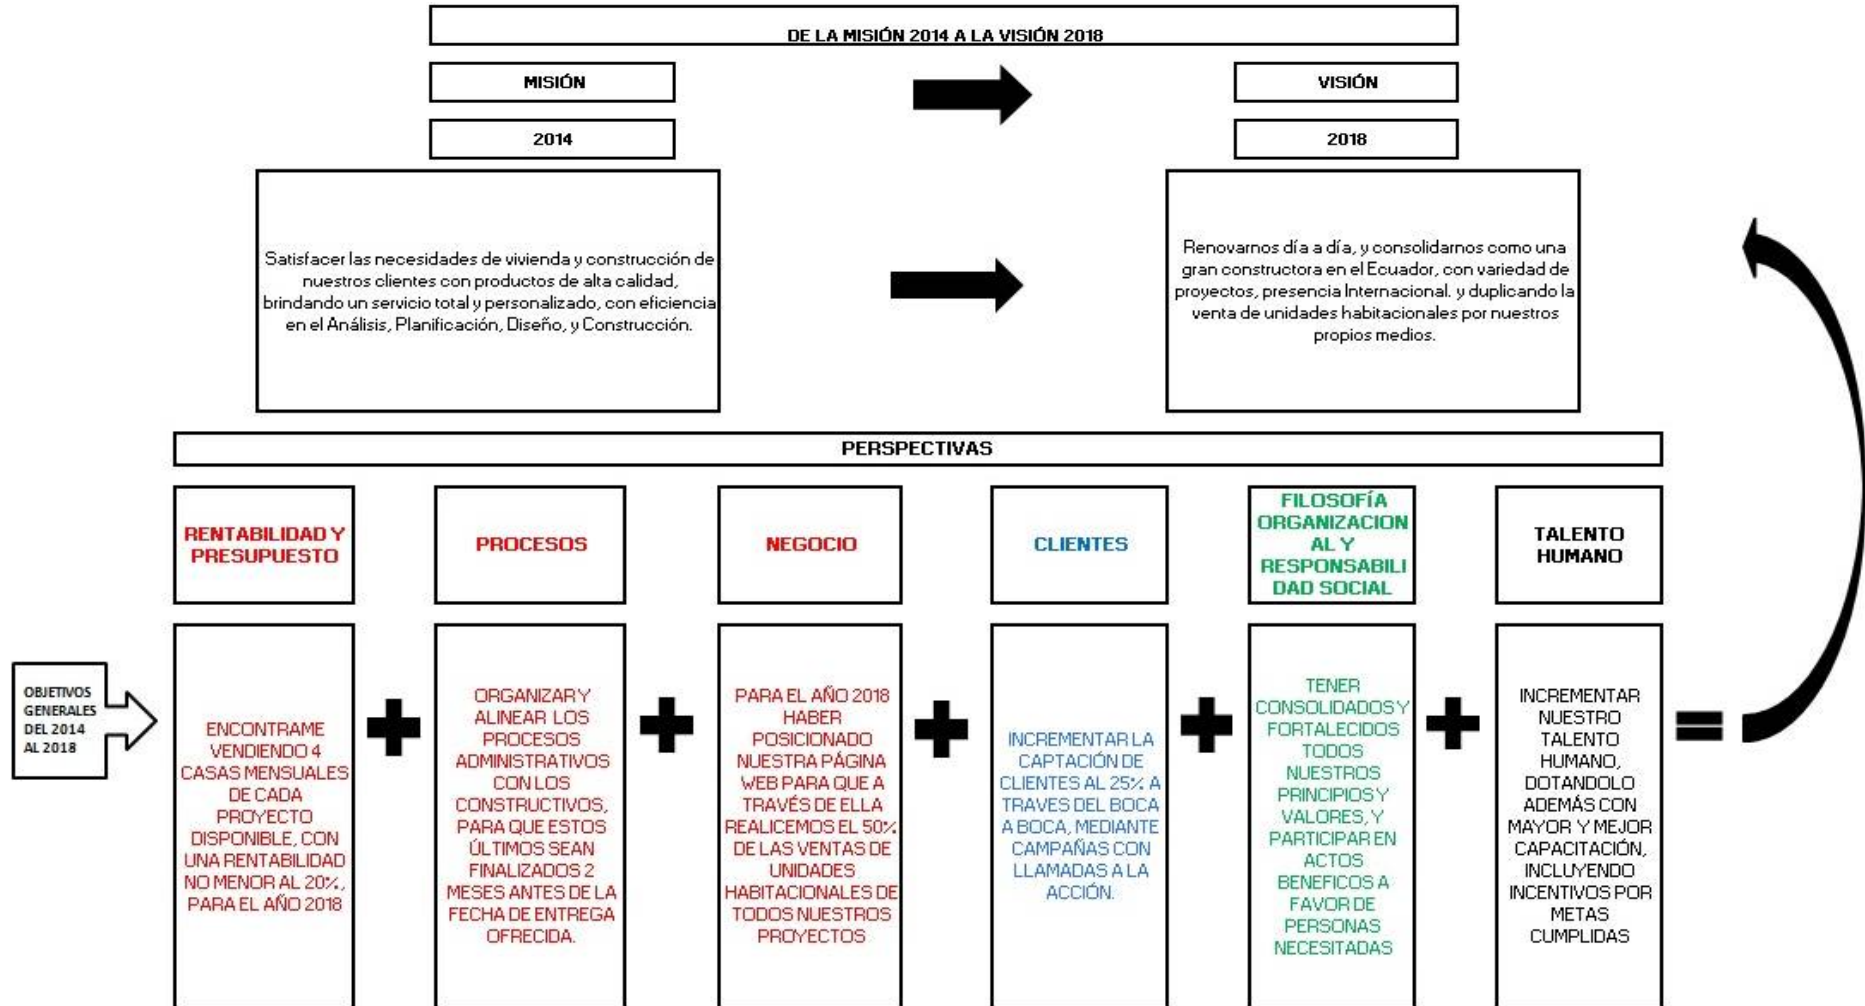 DE LA MISIÓN 2014 A LA VISIÓN 2018
MISIÓN
VISIÓN
2014
2018
Satisfacer las necesidades de vivienda y construcción de
nuestros clientes con productos de alta calidad,
brindando un servicio total y personalizado, con eficiencia
en el Análisis, Planificación, Diseño, y Construcción.
Renovarnos día a día, y consolidarnos como una
gran constructora en el Ecuador, con variedad de
proyectos, presencia Internacional. y duplicando la
venta de unidades habitacionales por nuestros
propios medios.
PERSPECTIVAS
RENTABILIDAD Y
PRESUPUESTO
PROCESOS
NEGOCIO
CLIENTES
FILOSOFÍA
ORGANIZACION
AL Y
RESPONSABILI
DAD SOCIAL
TALENTO
HUMANO
OBJETIVOS
GENERALES
DEL 2014
AL 2018
ENCONTRAME
VENDIENDO 4
CASAS MENSUALES
DE CADA
PROYECTO
DISPONIBLE, CON
UNA RENTABILIDAD
NO MENOR AL 20%,
PARA EL AÑO 2018
+
ORGANIZAR Y
ALINEAR LOS
PROCESOS
ADMINISTRATIVOS
CON LOS
CONSTRUCTIVOS,
PARA QUE ESTOS
ÚLTIMOS SEAN
FINALIZADOS 2
MESES ANTES DE LA
FECHA DE ENTREGA
OFRECIDA.
+
PARA EL AÑO 2018
HABER
POSICIONADO
NUESTRA PÁGINA
WEB PARA QUE A
TRAVÉS DE ELLA
REALICEMOS EL 50%
DE LAS VENTAS DE
UNIDADES
HABITACIONALES DE
TODOS NUESTROS
PROYECTOS
+
INCREMENTAR LA
CAPTACIÓN DE
CLIENTES AL 25% A
TRAVES DEL BOCA
A BOCA, MEDIANTE
CAMPAÑAS CON
LLAMADAS A LA
ACCIÓN.
+
TENER
CONSOLIDADOS Y
FORTALECIDOS
TODOS
NUESTROS
PRINCIPIOS Y
VALORES, Y
PARTICIPAR EN
ACTOS
BENEFICOS A
FAVOR DE
PERSONAS
NECESITADAS
+
INCREMENTAR
NUESTRO
TALENTO
HUMANO,
DOTANDOLO
ADEMÁS CON
MAYOR Y MEJOR
CAPACITACIÓN,
INCLUYENDO
INCENTIVOS POR
METAS
CUMPLIDAS
=